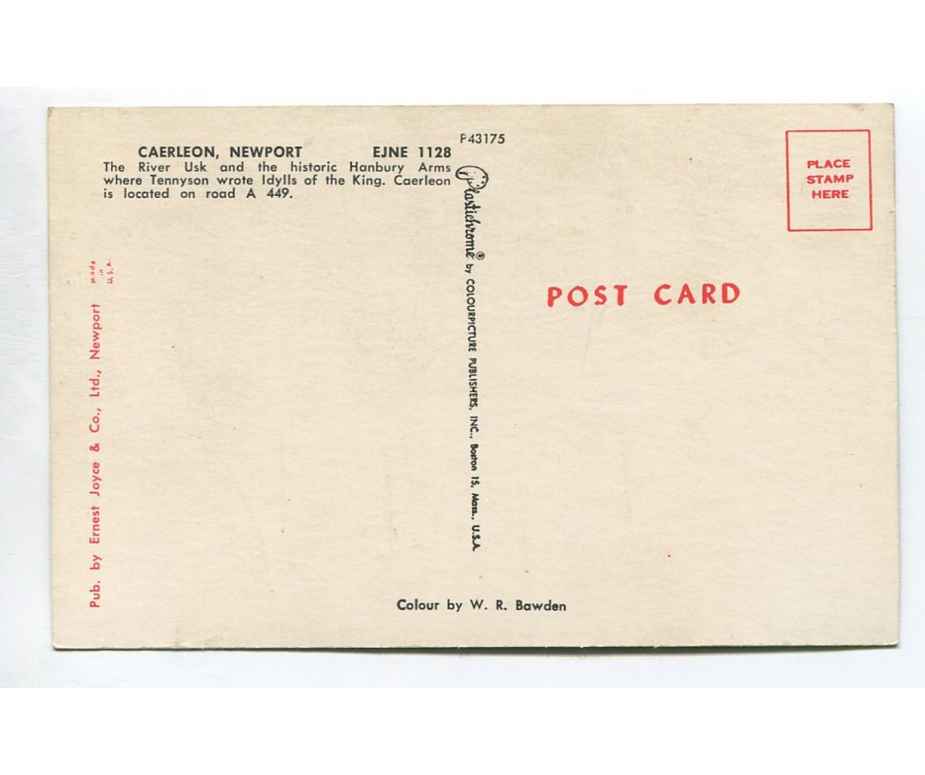 CAERLEON, NEWPORT EJNE 1128
The River Usk and the historic Hanbury Arms
where Tennyson wrote Idylls of the King. Caerleon
is located on road A 449.
P43175
Plastichrome® by COLOURPICTURE PUBLISHERS, INC., Boston 15, Mass., U.S.A.
PLACE
STAMP
HERE
POST CARD
Pub. by Ernest Joyce & Co., Ltd., Newport
Made
in
U.S.A.
Colour by W. R. Bawden